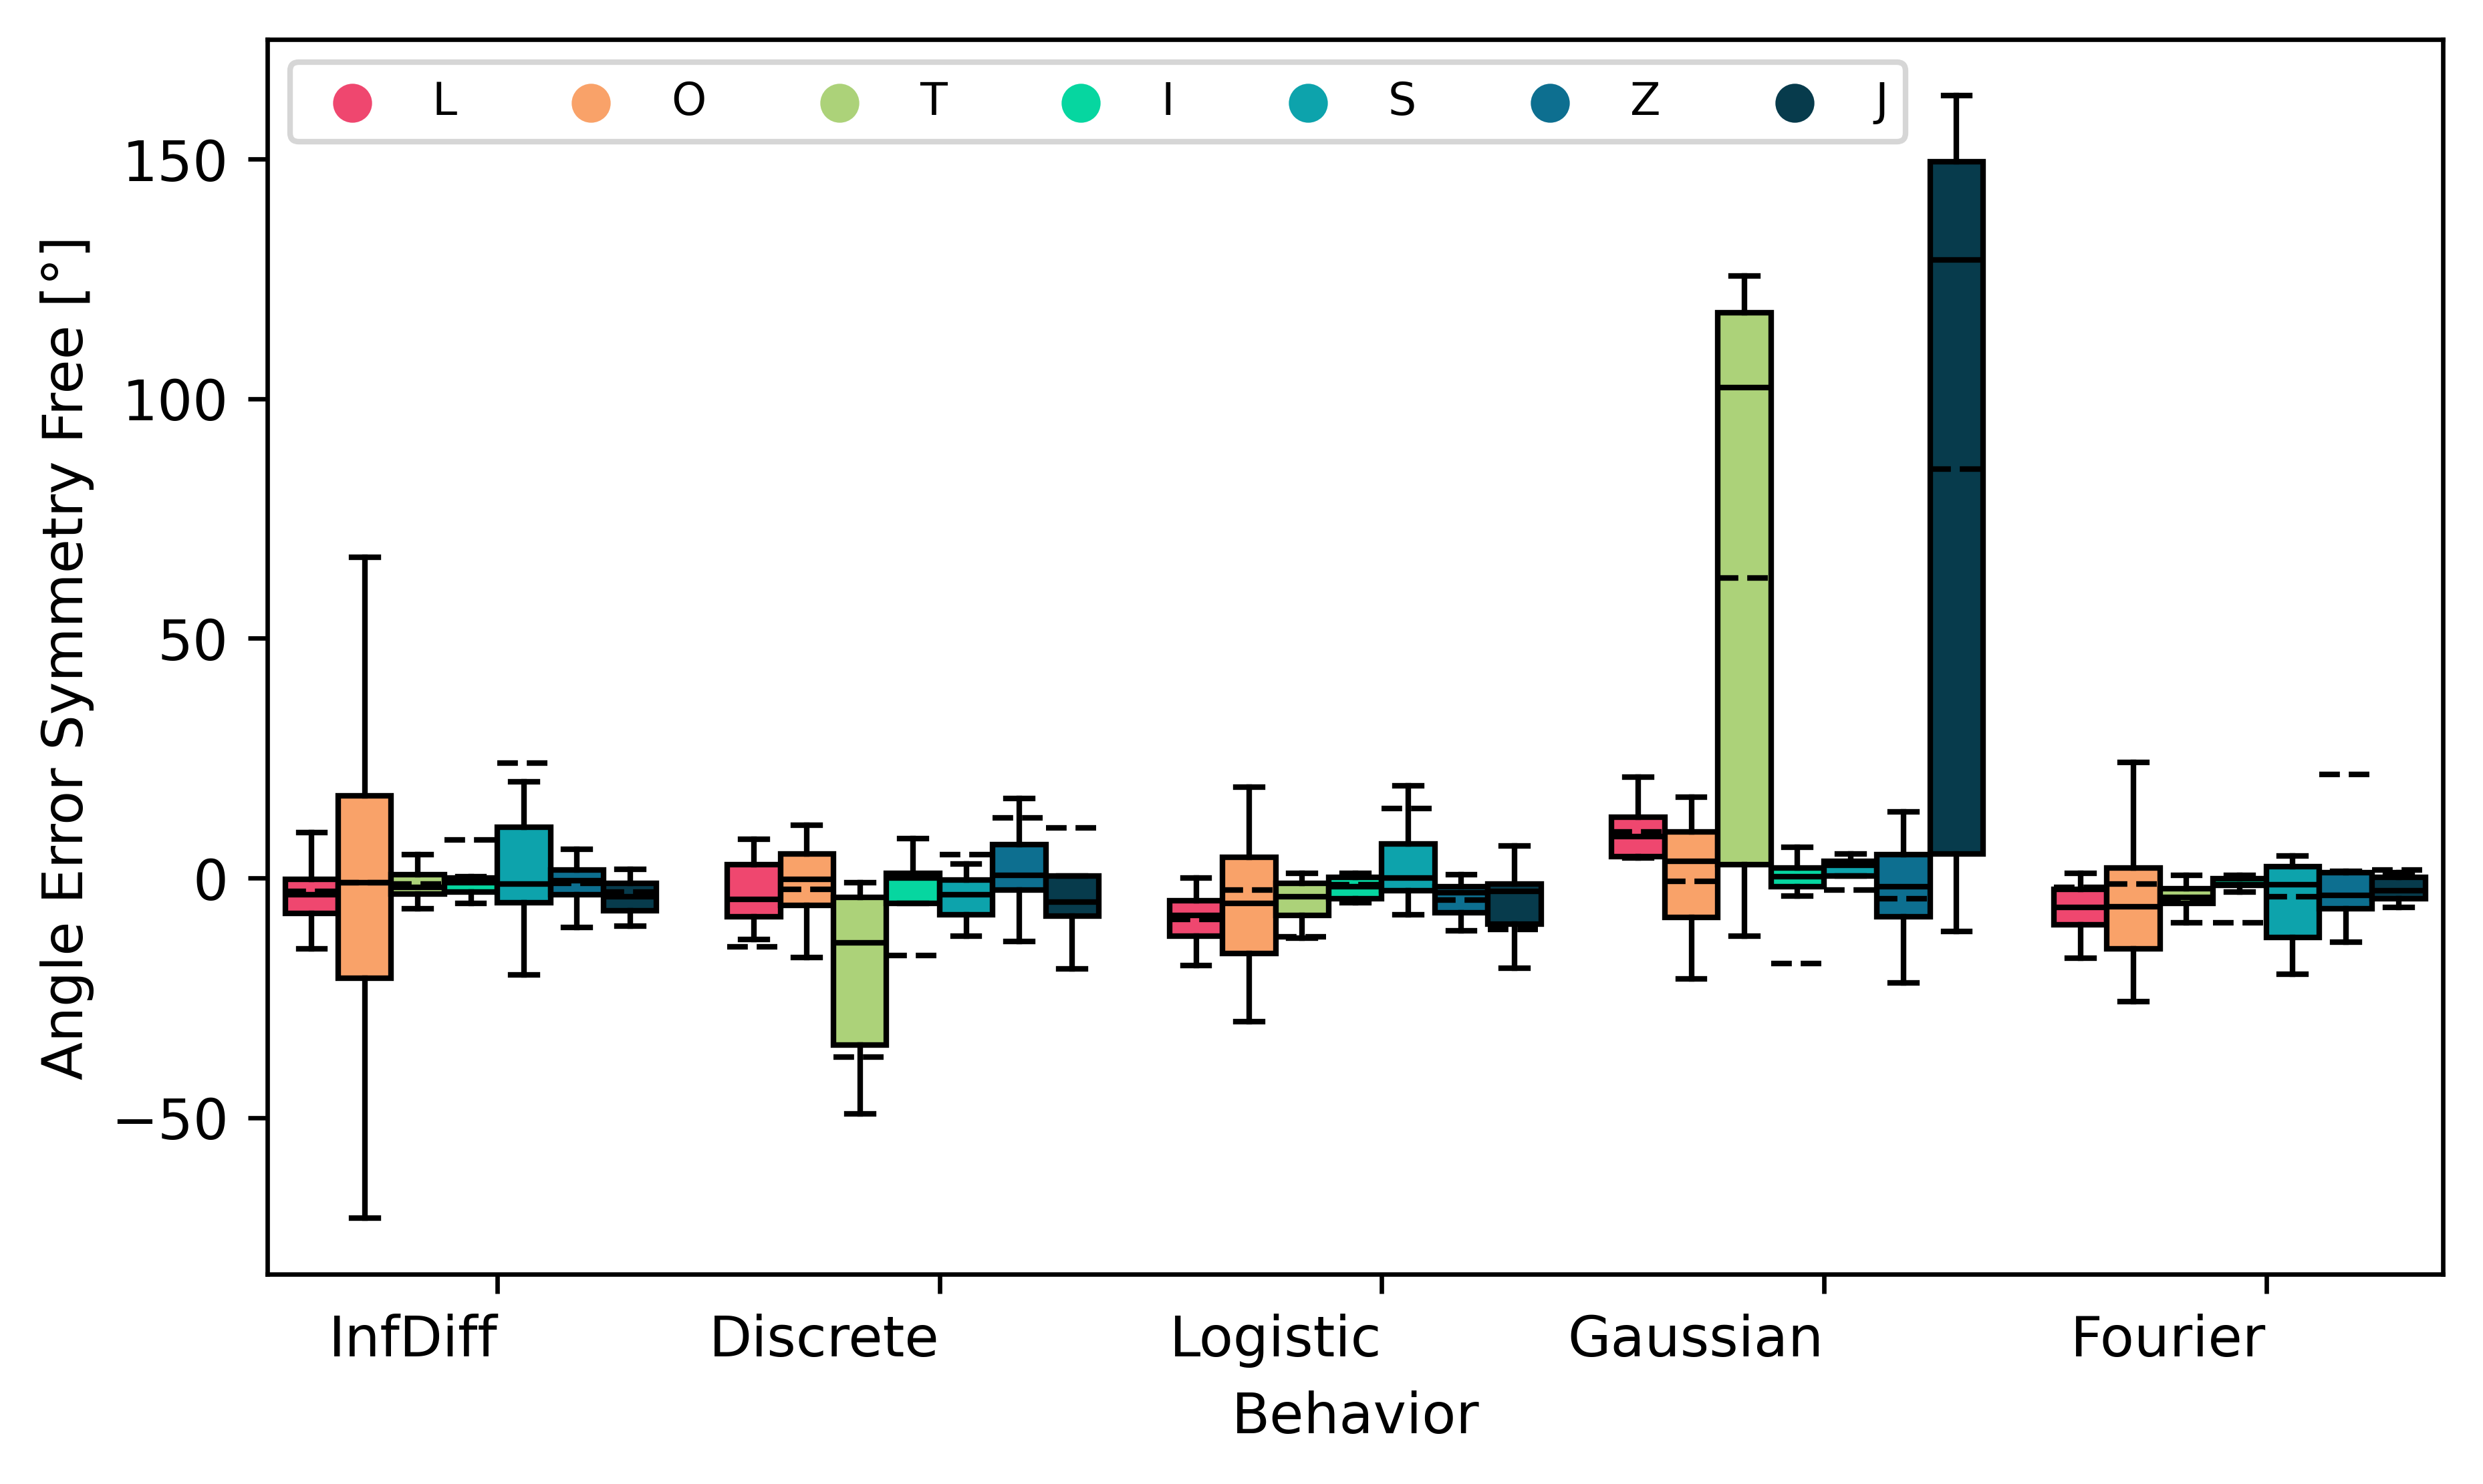 L O T I S Z J
150
100
50
0
−50
Angle Error Symmetry Free [°]
InfDiff Discrete Logistic Gaussian Fourier
Behavior